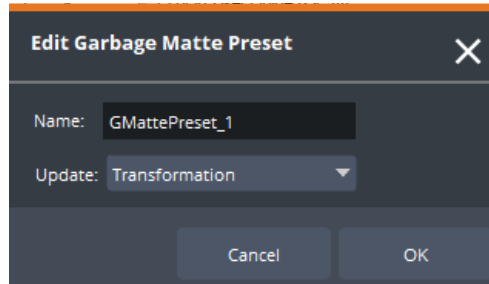 Edit Garbage Matte Preset
Name: GMattePreset_1
Update: Transformation
Cancel OK